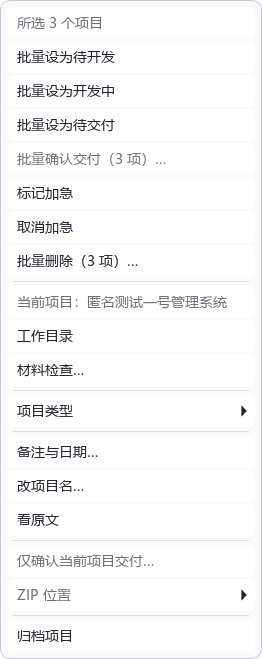 所选 3 个项目
批量设为待开发
批量设为开发中
批量设为待交付
批量确认交付（3 项）...
标记加急
取消加急
批量删除（3 项）...
当前项目：匿名测试一号管理系统
工作目录
材料检查...
项目类型
备注与日期...
改项目名...
看原文
仅确认当前项目交付...
ZIP 位置
归档项目